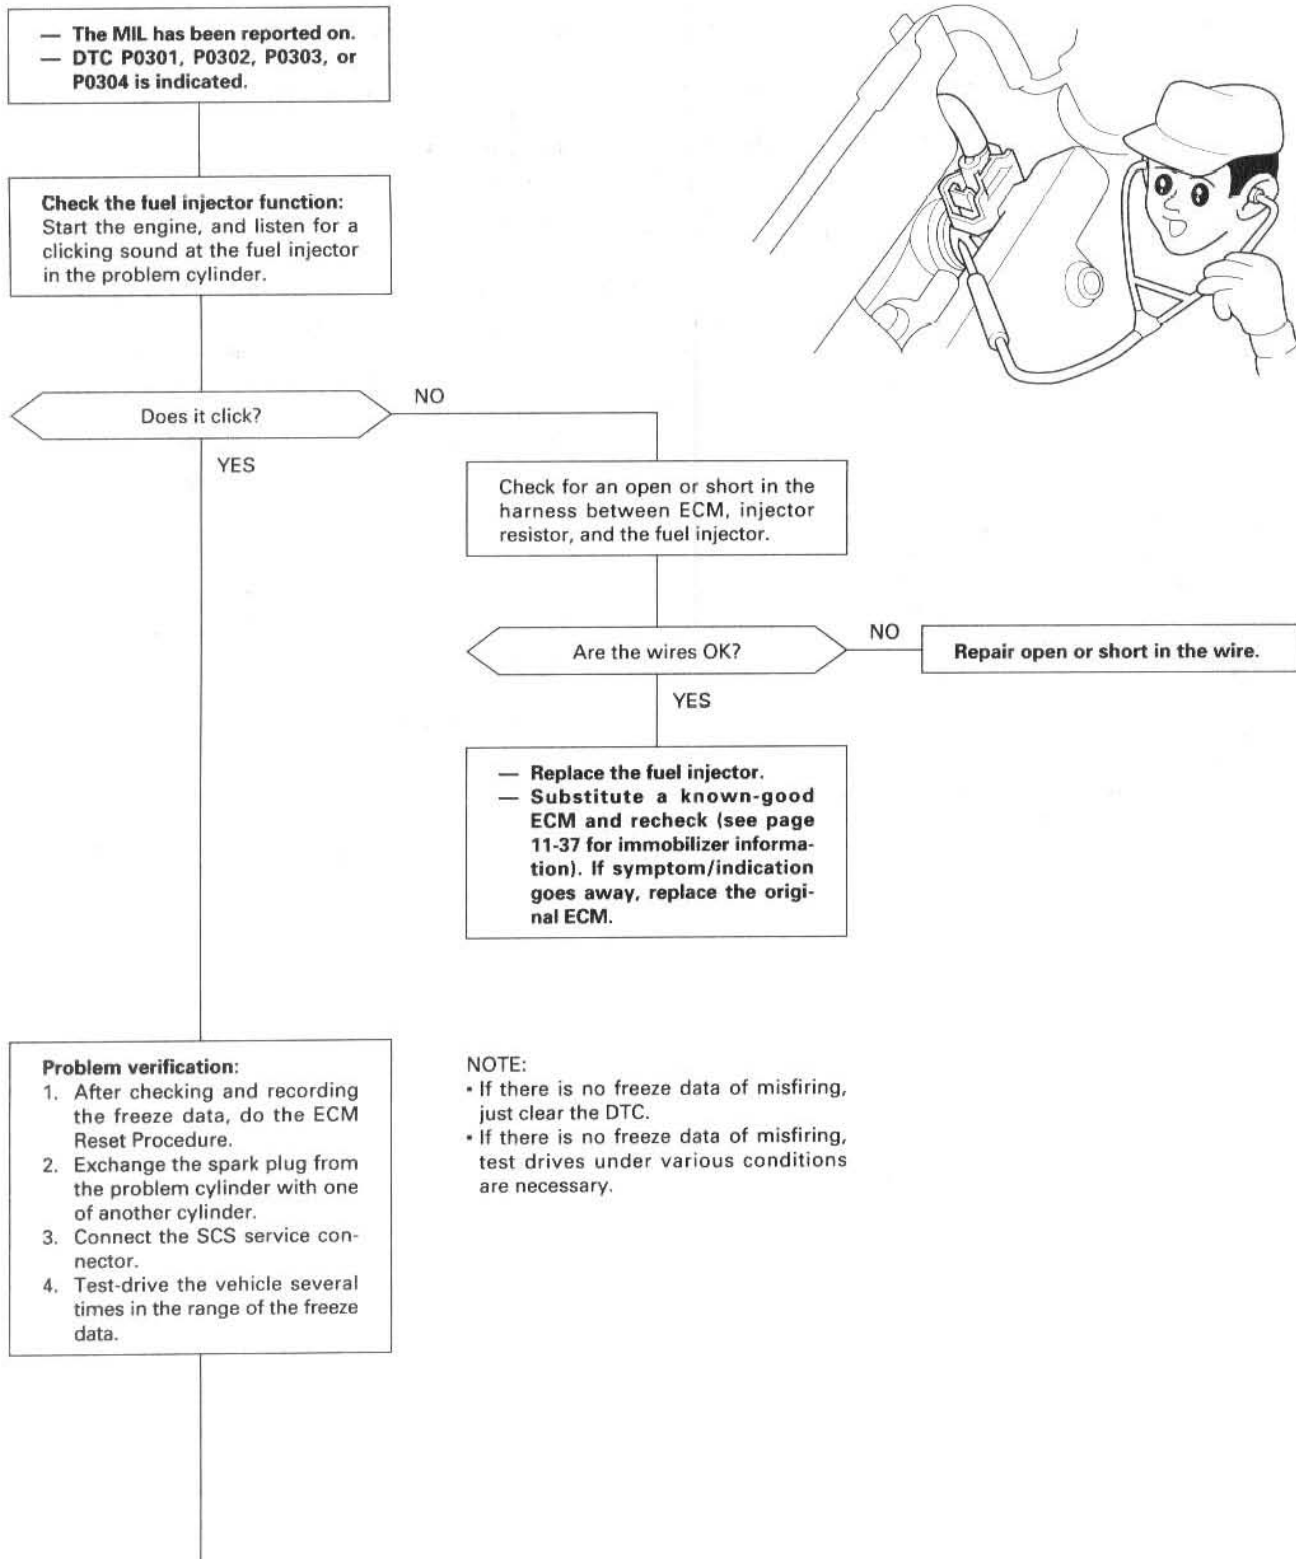 — The MIL has been reported on.
— DTC P0301, P0302, P0303, or
P0304 is indicated.
Check the fuel injector function:
Start the engine, and listen for a
clicking sound at the fuel injector
in the problem cylinder.
Does it click?
NO
YES
Check for an open or short in the
harness between ECM, injector
resistor, and the fuel injector.
Are the wires OK?
NO
Repair open or short in the wire.
YES
— Replace the fuel injector.
— Substitute a known-good
ECM and recheck (see page
11-37 for immobilizer informa-
tion). If symptom/indication
goes away, replace the origi-
nal ECM.
Problem verification:
1. After checking and recording
the freeze data, do the ECM
Reset Procedure.
2. Exchange the spark plug from
the problem cylinder with one
of another cylinder.
3. Connect the SCS service con-
nector.
4. Test-drive the vehicle several
times in the range of the freeze
data.
NOTE:
• If there is no freeze data of misfiring,
just clear the DTC.
• If there is no freeze data of misfiring,
test drives under various conditions
are necessary.